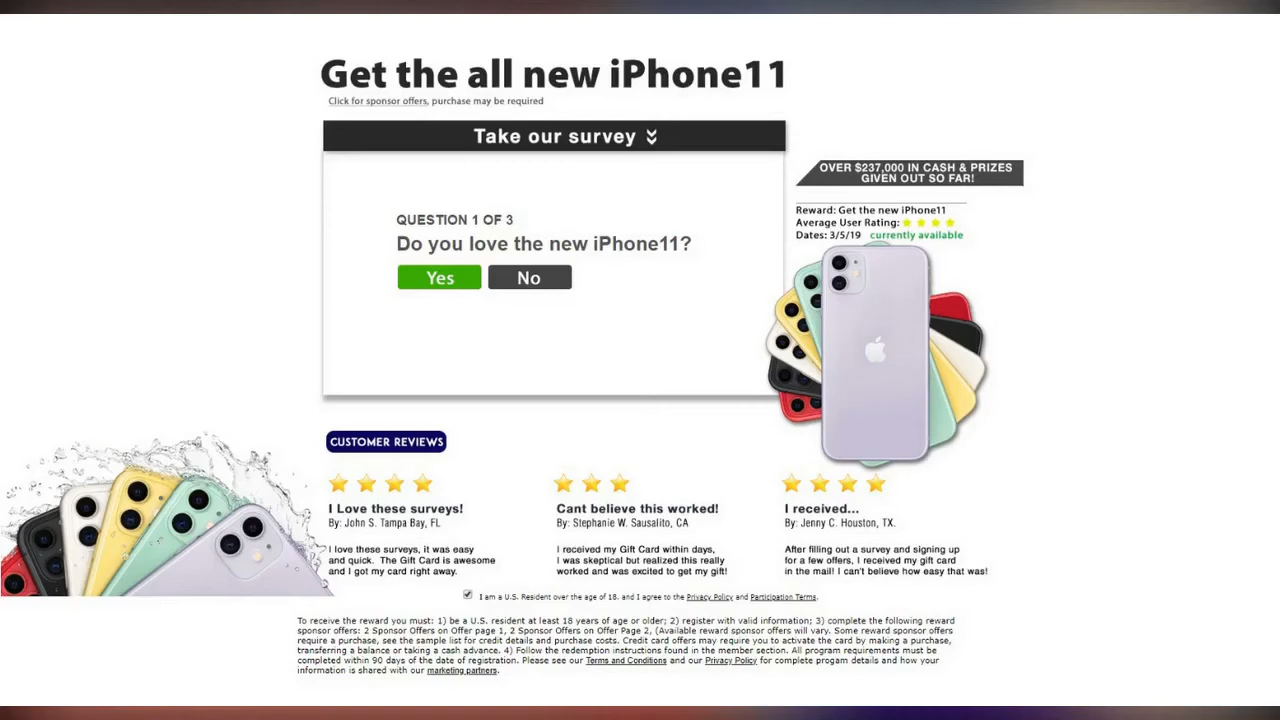 Get the all new iPhone11
Click for sponsor offers, purchase may be required
Take our survey
QUESTION 1 OF 3
Do you love the new iPhone11?
Yes No
OVER $237,000 IN CASH & PRIZES
GIVEN OUT SO FAR!
Reward: Get the new iPhone11
Average User Rating:
Dates: 3/5/19 currently available
CUSTOMER REVIEWS
I Love these surveys!
By: John S. Tampa Bay, FL
I love these surveys, it was easy
and quick. The Gift Card is awesome
and I got my card right away.
Cant believe this worked!
By: Stephanie W. Sausalito, CA
I received my Gift Card within days,
I was skeptical but realized this really
worked and was excited to get my gift!
I received...
By: Jenny C. Houston, TX.
After filling out a survey and signing up
for a few offers, I received my gift card
in the mail! I can't believe how easy that was!
I am a U.S. Resident over the age of 18. and I agree to the Privacy Policy and Participation Terms.
To receive the reward you must: 1) be a U.S. resident at least 18 years of age or older; 2) register with valid information; 3) complete the following reward
sponsor offers: 2 Sponsor Offers on Offer page 1, 2 Sponsor Offers on Offer Page 2, (Available reward sponsor offers will vary. Some reward sponsor offers
require a purchase, see the sample list for credit details and purchase costs. Credit card offers may require you to activate the card by making a purchase,
transferring a balance or taking a cash advance. 4) Follow the redemption instructions found in the member section. All program requirements must be
completed within 90 days of the date of registration. Please see our Terms and Conditions and our Privacy Policy for complete progam details and how your
information is shared with our marketing partners.